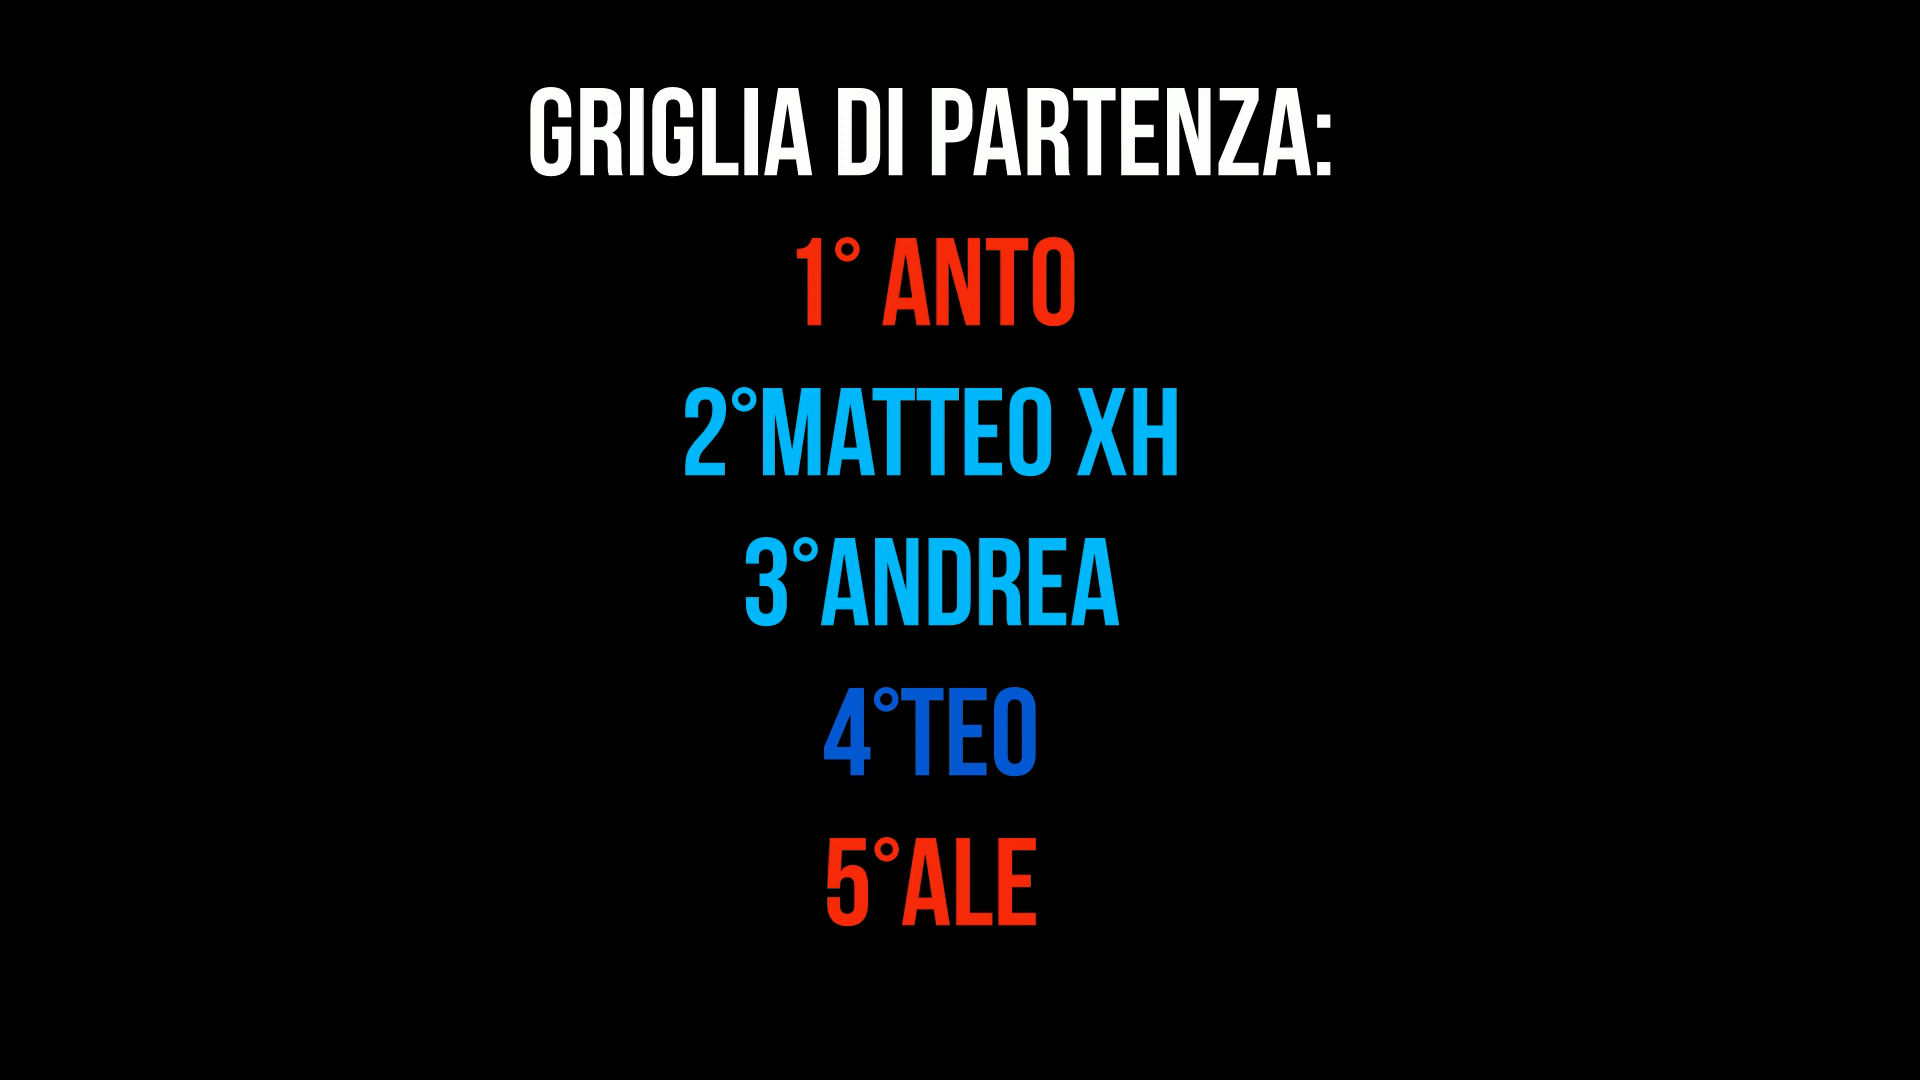 GRIGLIA DI PARTENZA:
1° ANTO
2°MATTEO XH
3°ANDREA
4°TEO
5°ALE